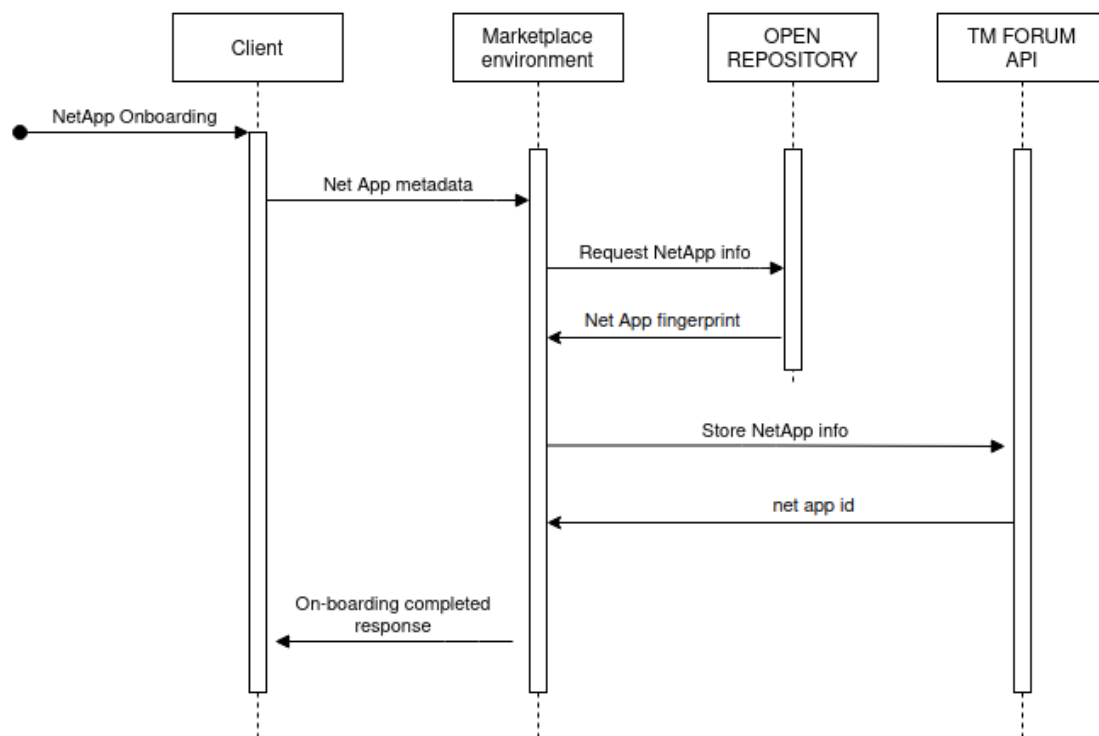 Client
Marketplace
environment
OPEN
REPOSITORY
TM FORUM
API
NetApp Onboarding
Net App metadata
Request NetApp info
Net App fingerprint
Store NetApp info
net app id
On-boarding completed
response